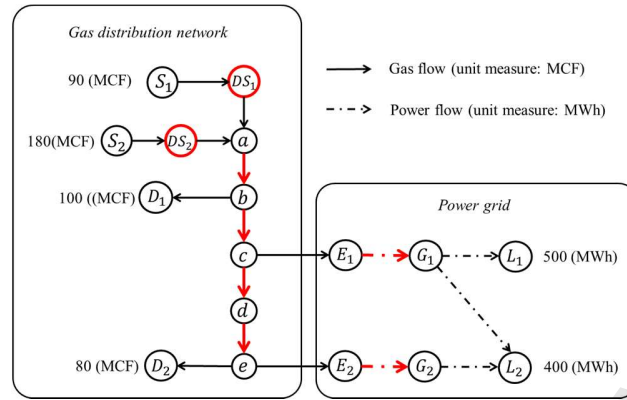 Gas distribution network
90 (MCF) S₁ DS₁
Gas flow (unit measure: MCF)
Power flow (unit measure: MWh)
180(MCF) S₂ DS₂ a
100 ((MCF) D₁ b
Power grid
c E₁ G₁ L₁ 500 (MWh)
d
80 (MCF) D₂ e E₂ G₂ L₂ 400 (MWh)